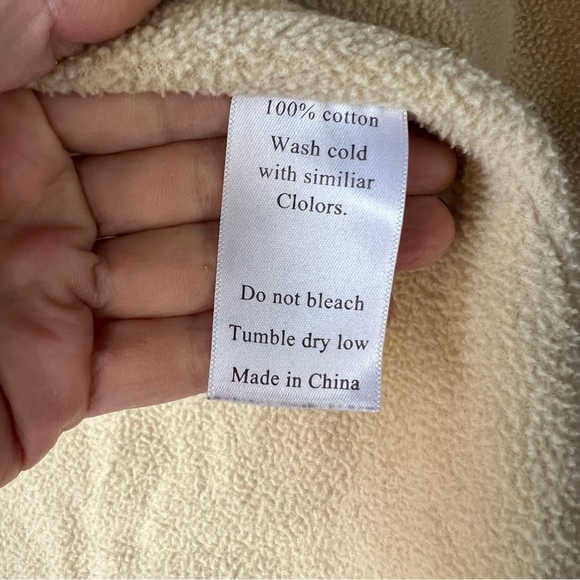 100% cotton
Wash cold
with similiar
Clolors.
Do not bleach
Tumble dry low
Made in China